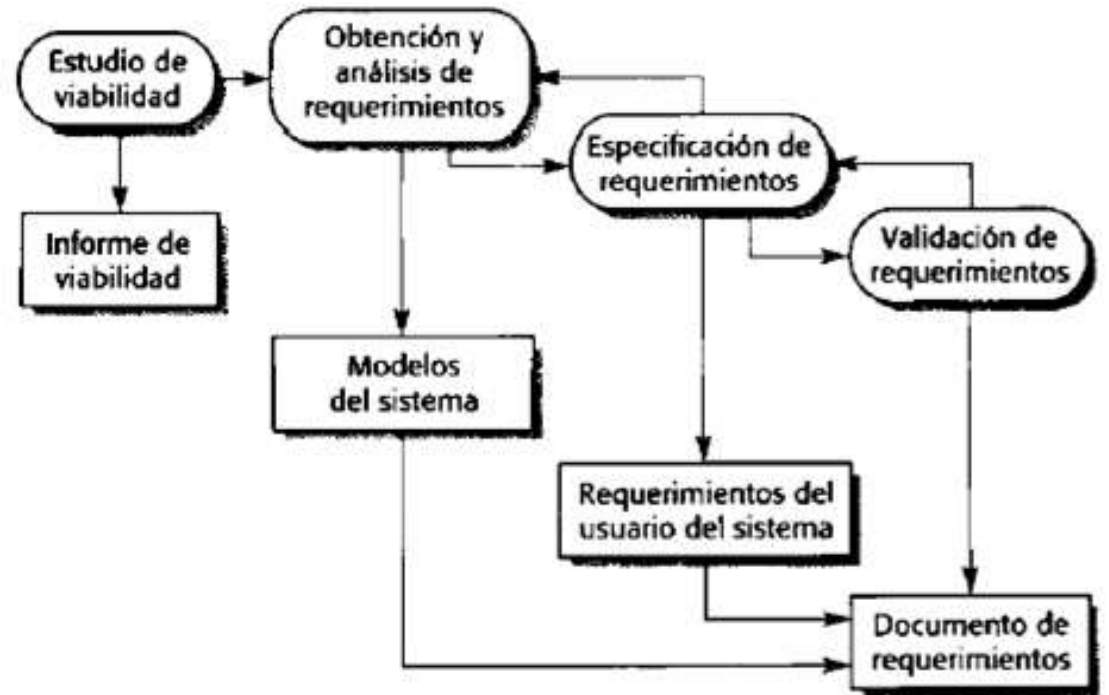 Estudio de
viabilidad
Obtención y
análisis de
requerimientos
Especificación de
requerimientos
Validación de
requerimientos
Informe de
viabilidad
Modelos
del sistema
Requerimientos del
usuario del sistema
Documento de
requerimientos